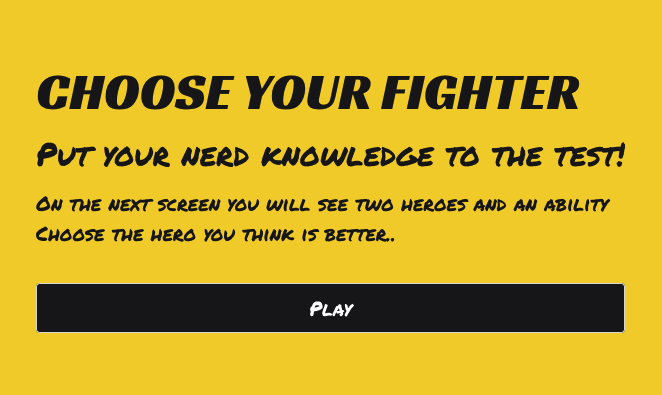 CHOOSE YOUR FIGHTER
Put your nerd knowledge to the test!
On the next screen you will see two heroes and an ability
Choose the hero you think is better..
Play